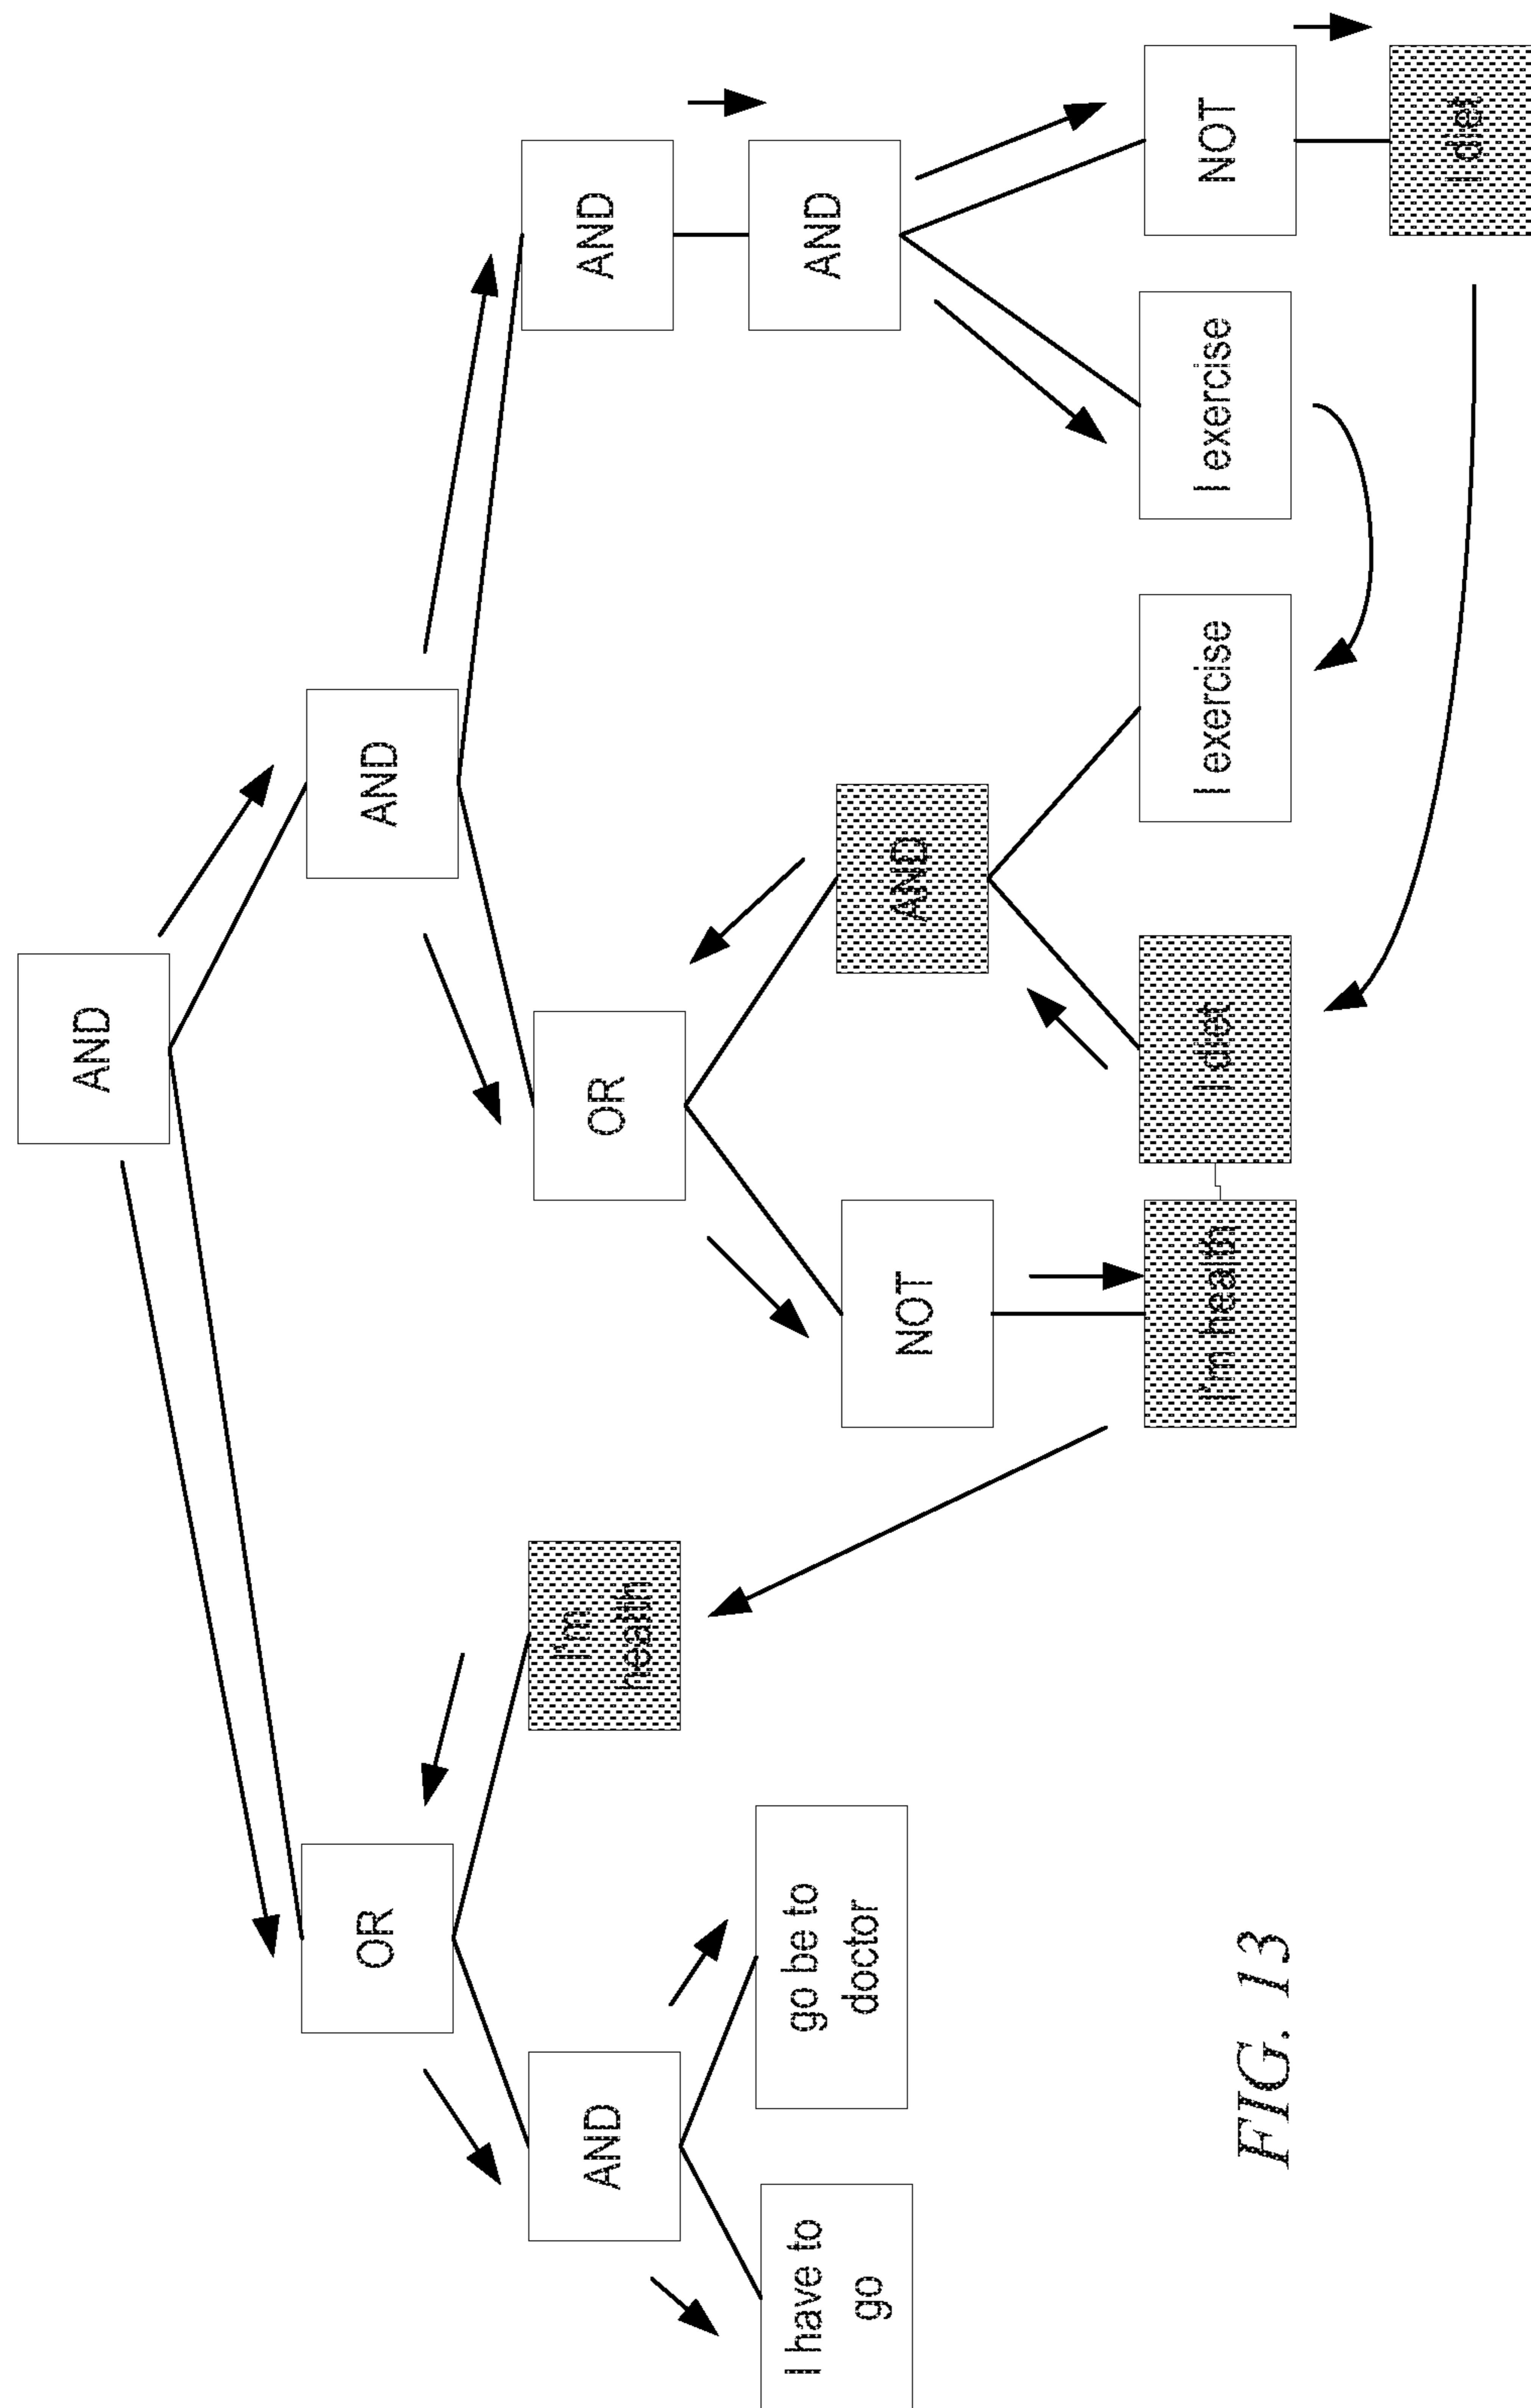 AND
OR
AND
AND
I'm
health
OR
AND
I have to
go
go be to
doctor
NOT
AND
AND
I'm health
I diet
I exercise
I exercise
NOT
I diet
FIG. 13